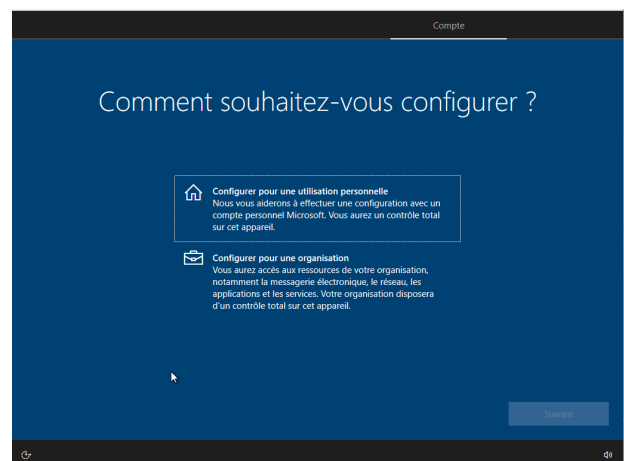 Compte
Comment souhaitez-vous configurer ?
Configurer pour une utilisation personnelle
Nous vous aiderons à effectuer une configuration avec un
compte personnel Microsoft. Vous aurez un contrôle total
sur cet appareil.
Configurer pour une organisation
Vous aurez accès aux ressources de votre organisation,
notamment la messagerie électronique, le réseau, les
applications et les services. Votre organisation disposera
d'un contrôle total sur cet appareil.
Suivant